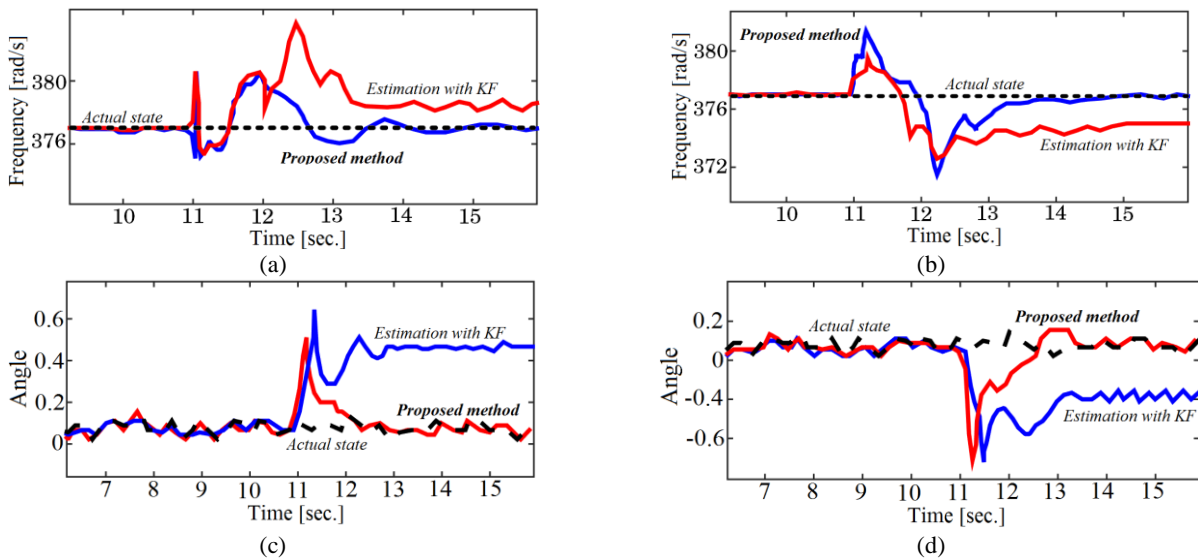 Frequency [rad/s]
380
376
Actual state
Estimation with KF
Proposed method
10 11 12 13 14 15
Time [sec.]
(a)
Frequency [rad/s]
380
376
372
Proposed method
Actual state
Estimation with KF
10 11 12 13 14 15
Time [sec.]
(b)
Angle
0.6
0.4
0.2
0
Estimation with KF
Proposed method
Actual state
7 8 9 10 11 12 13 14 15
Time [sec.]
(c)
Angle
0.2
0
-0.4
-0.6
Actual state
Proposed method
Estimation with KF
7 8 9 10 11 12 13 14 15
Time [sec.]
(d)